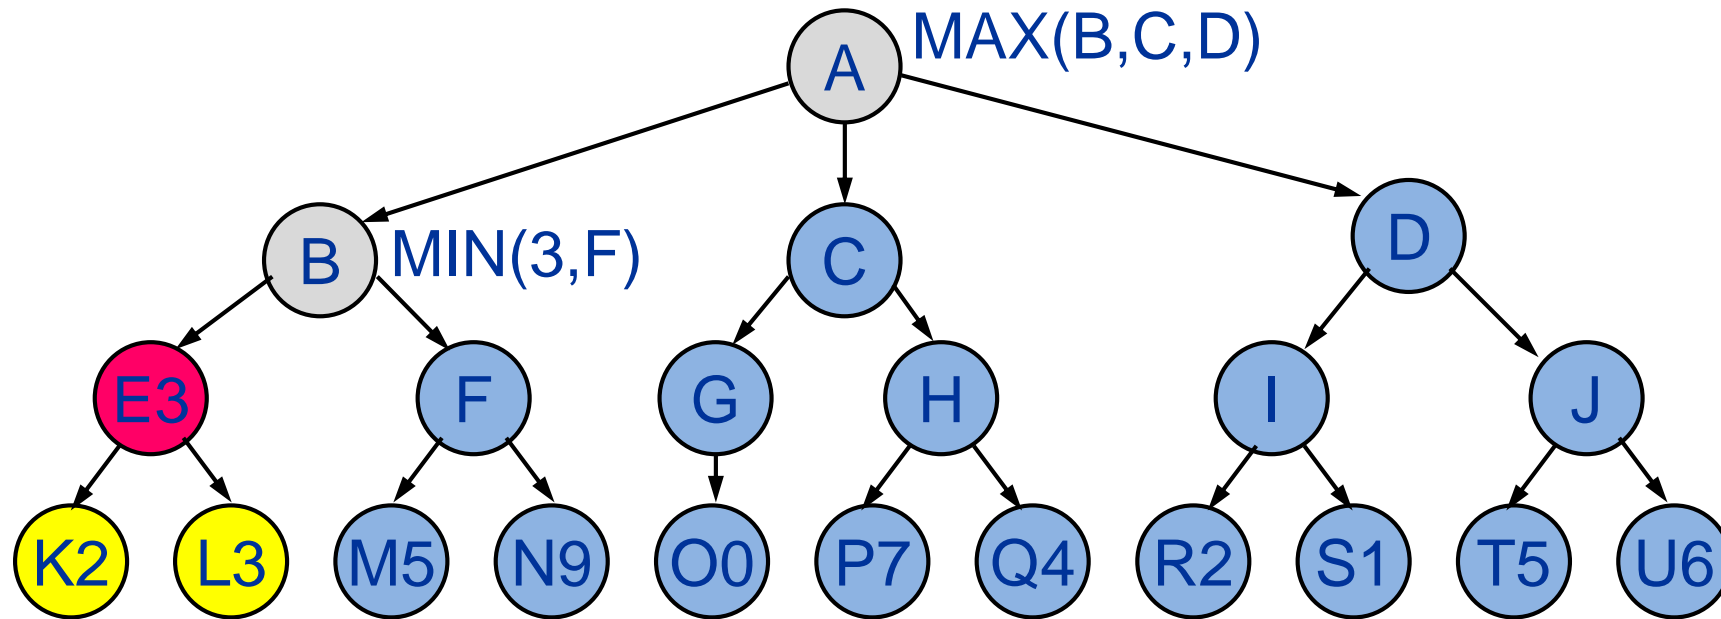 A MAX(B,C,D)
B MIN(3,F) C D
E3 F G H I J
K2 L3 M5 N9 O0 P7 Q4 R2 S1 T5 U6